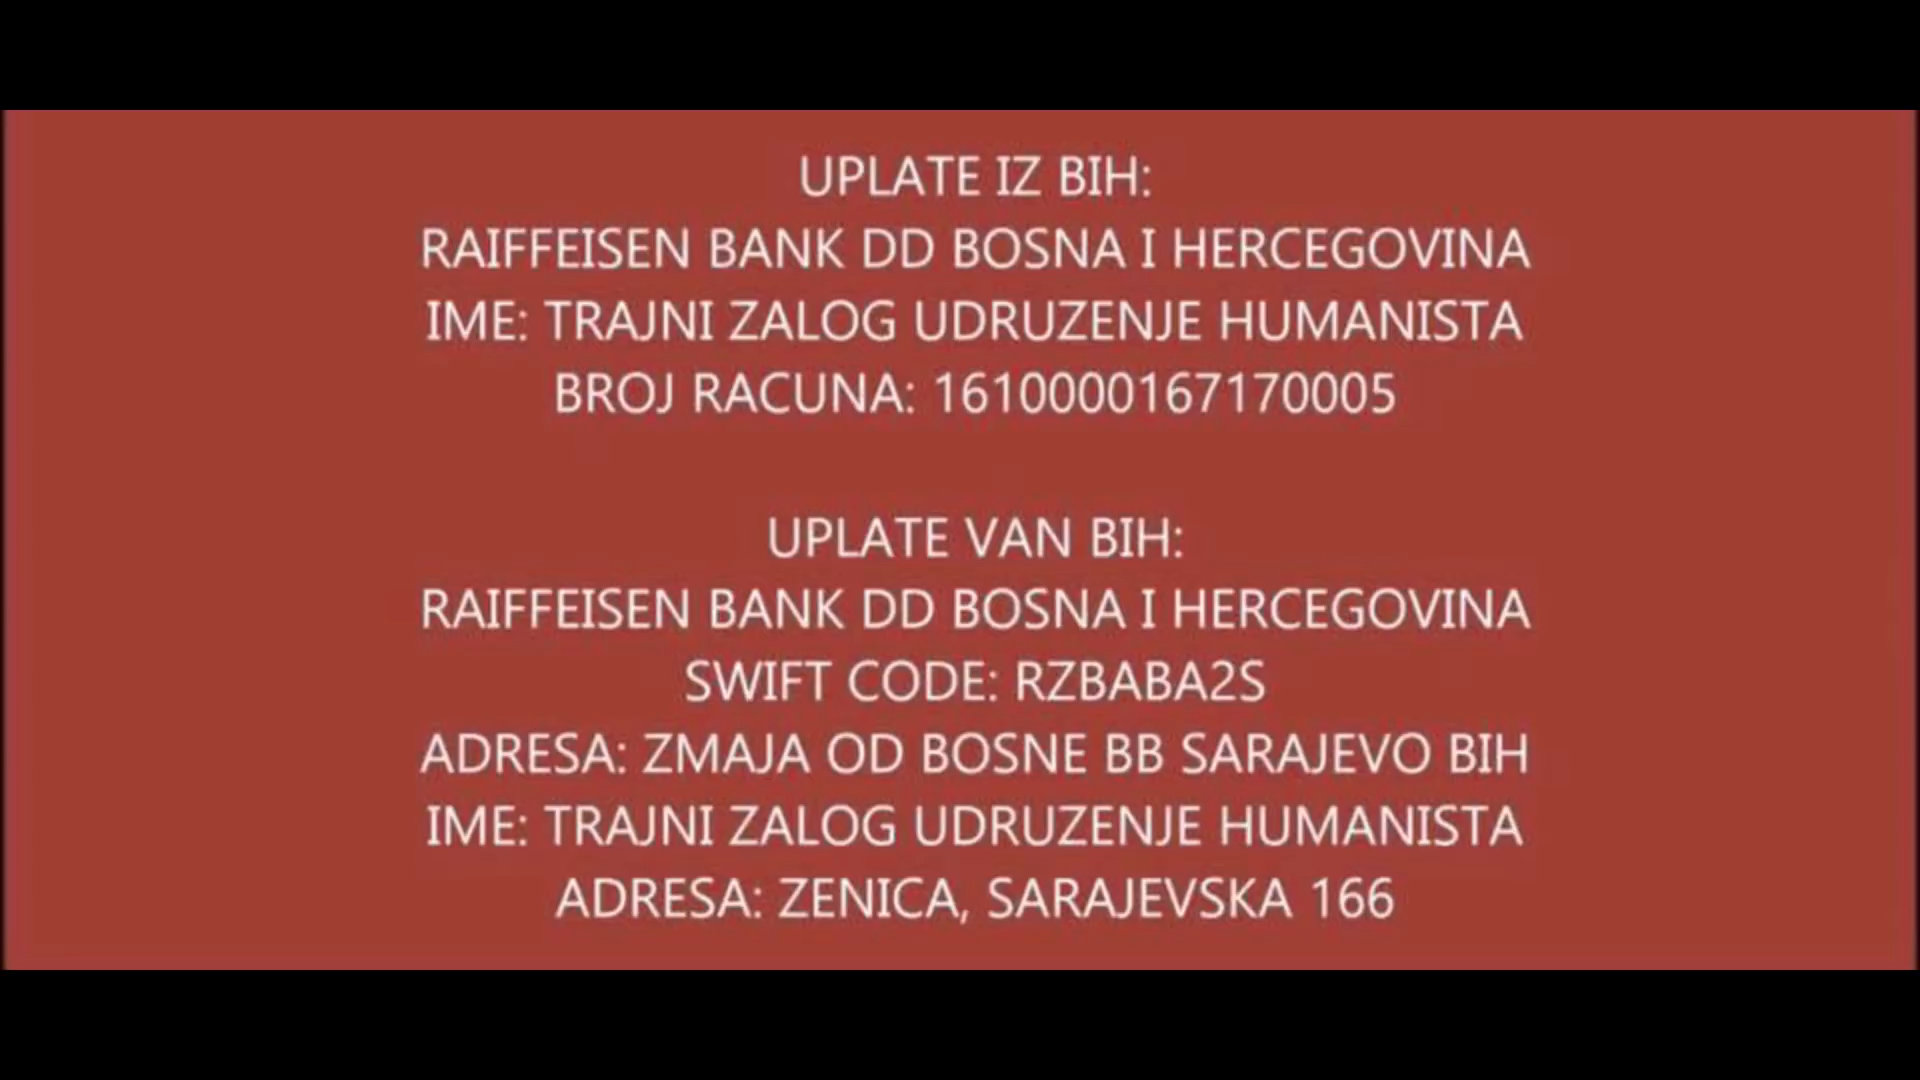 UPLATE IZ BIH:
RAIFFEISEN BANK DD BOSNA I HERCEGOVINA
IME: TRAJNI ZALOG UDRUZENJE HUMANISTA
BROJ RACUNA: 1610000167170005
UPLATE VAN BIH:
RAIFFEISEN BANK DD BOSNA I HERCEGOVINA
SWIFT CODE: RZBABA2S
ADRESA: ZMAJA OD BOSNE BB SARAJEVO BIH
IME: TRAJNI ZALOG UDRUZENJE HUMANISTA
ADRESA: ZENICA, SARAJEVSKA 166